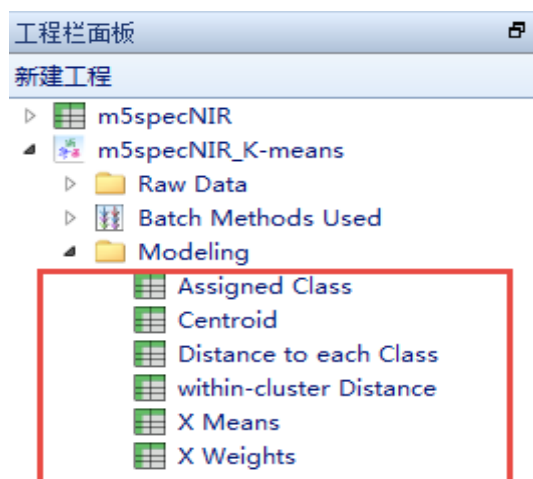 工程栏面板
新建工程
m5specNIR
m5specNIR_K-means
Raw Data
Batch Methods Used
Modeling
Assigned Class
Centroid
Distance to each Class
within-cluster Distance
X Means
X Weights